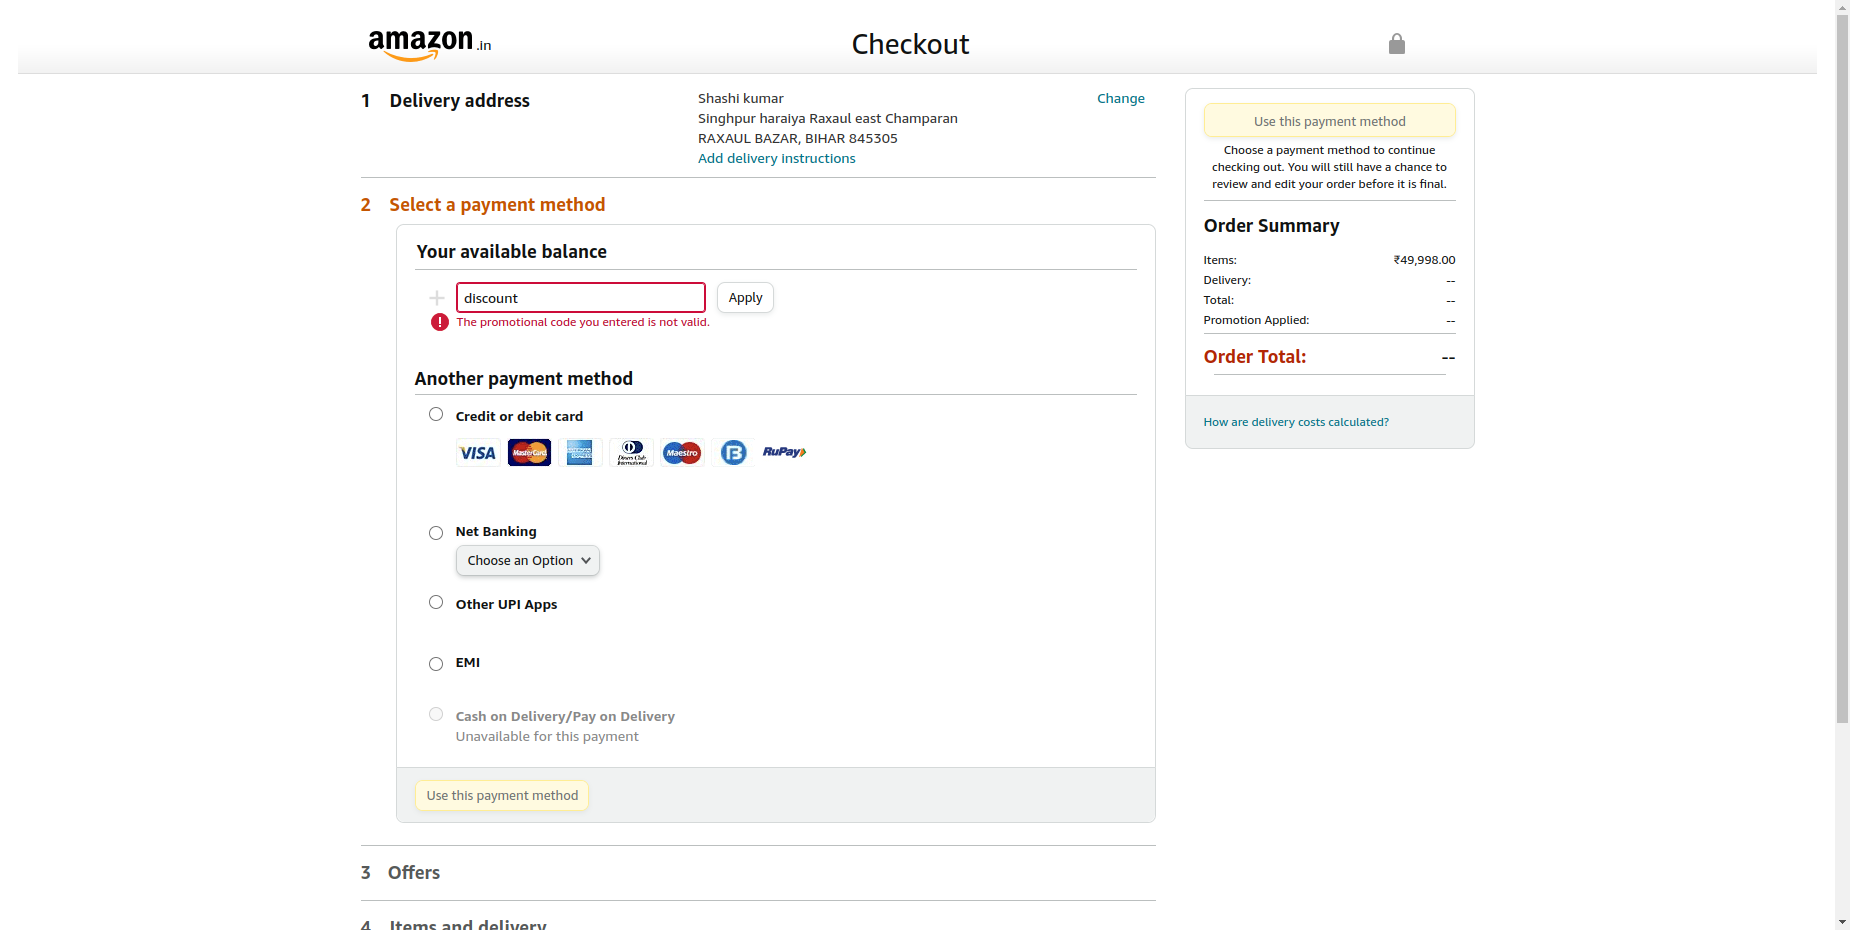 amazon.in
Checkout
1 Delivery address
Shashi kumar
Singhpur haraiya Raxaul east Champaran
RAXAUL BAZAR, BIHAR 845305
Add delivery instructions
Change
2 Select a payment method
Your available balance
discount
Apply
The promotional code you entered is not valid.
Another payment method
Credit or debit card
VISA MasterCard Diners Club International Maestro B RuPay
Net Banking
Choose an Option
Other UPI Apps
EMI
Cash on Delivery/Pay on Delivery
Unavailable for this payment
Use this payment method
3 Offers
4 Items and delivery
Use this payment method
Choose a payment method to continue
checking out. You will still have a chance to
review and edit your order before it is final.
Order Summary
Items: ₹49,998.00
Delivery: --
Total: --
Promotion Applied: --
Order Total: --
How are delivery costs calculated?